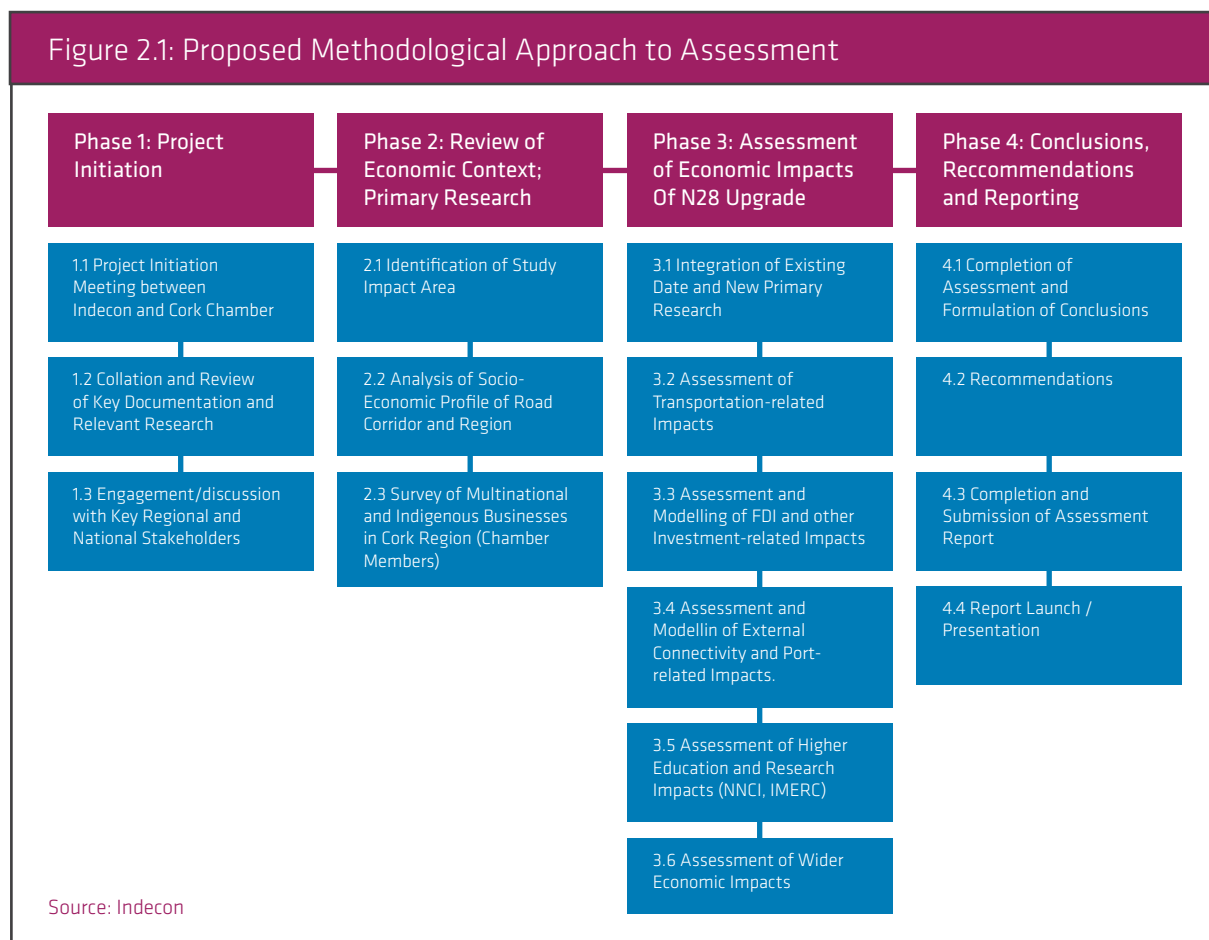 Figure 2.1: Proposed Methodological Approach to Assessment
Phase 1: Project
Initiation
1.1 Project Initiation
Meeting between
Indecon and Cork Chamber
1.2 Collation and Review
of Key Documentation and
Relevant Research
1.3 Engagement/discussion
with Key Regional and
National Stakeholders
Phase 2: Review of
Economic Context;
Primary Research
2.1 Identification of Study
Impact Area
2.2 Analysis of Socio-
Economic Profile of Road
Corridor and Region
2.3 Survey of Multinational
and Indigenous Businesses
in Cork Region (Chamber
Members)
Phase 3: Assessment
of Economic Impacts
Of N28 Upgrade
3.1 Integration of Existing
Date and New Primary
Research
3.2 Assessment of
Transportation-related
Impacts
3.3 Assessment and
Modelling of FDI and other
Investment-related Impacts
3.4 Assessment and
Modellin of External
Connectivity and Port-
related Impacts.
3.5 Assessment of Higher
Education and Research
Impacts (NNCI, IMERC)
3.6 Assessment of Wider
Economic Impacts
Phase 4: Conclusions,
Reccommendations
and Reporting
4.1 Completion of
Assessment and
Formulation of Conclusions
4.2 Recommendations
4.3 Completion and
Submission of Assessment
Report
4.4 Report Launch /
Presentation
Source: Indecon